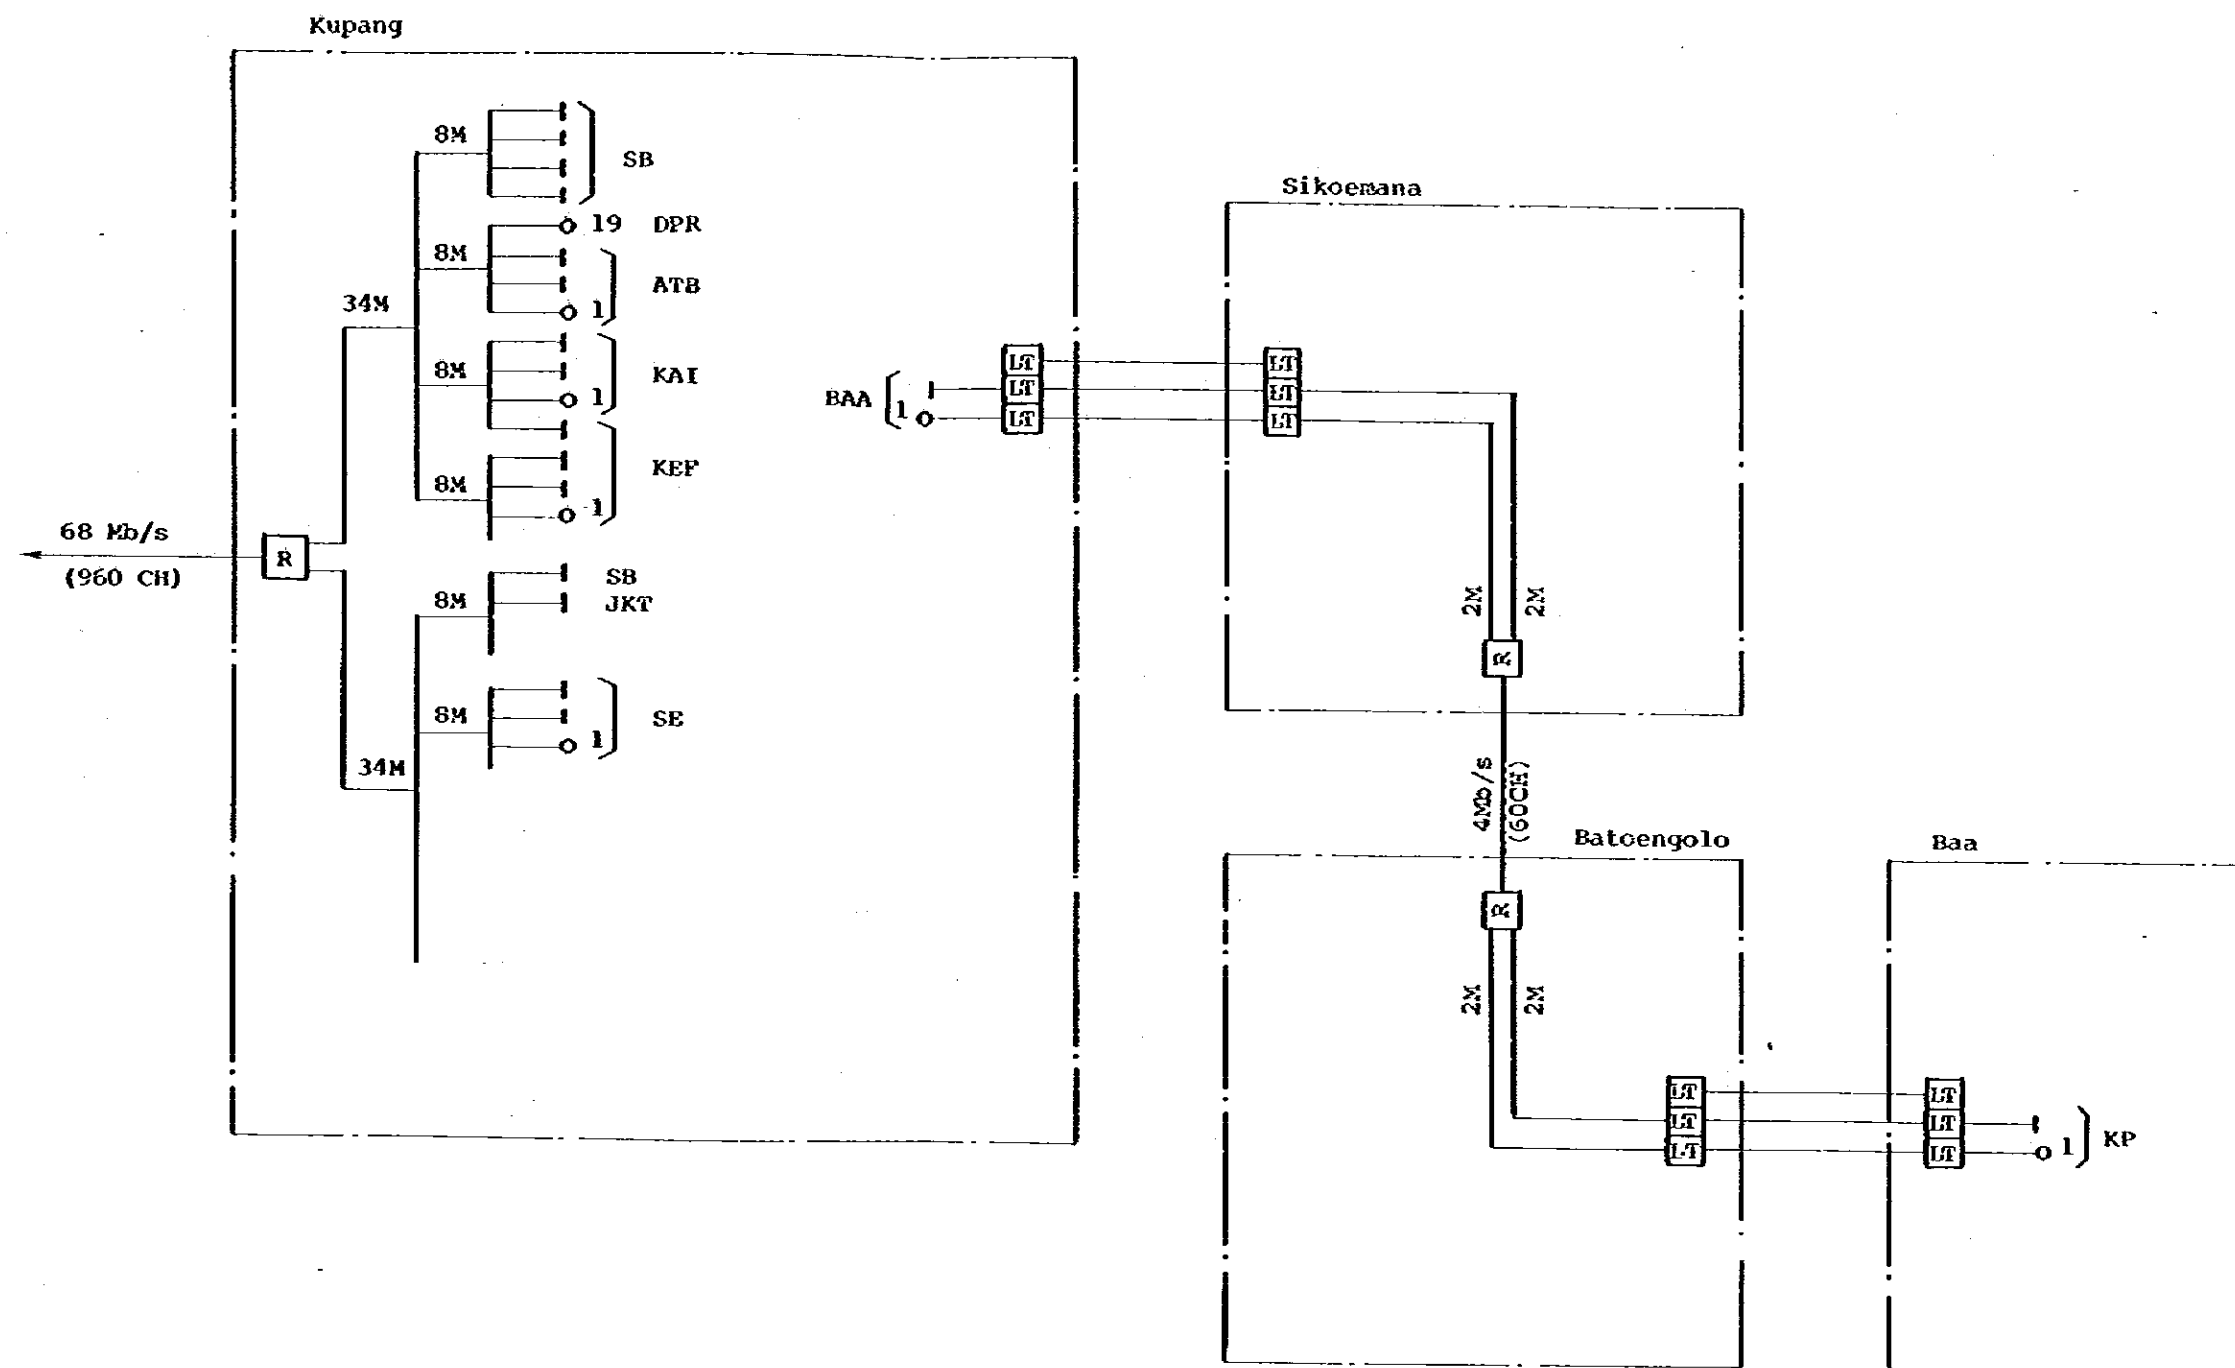 Kupang
8M
SB
19 DPR
8M
ATB
1
34M
8M
KAI
1
KEF
8M
1
68 Mb/s
(960 CH)
R
SB
8M
JKT
8M
SE
1
34M
BAA
1
LT
LT
LT
Sikoemana
LT
LT
LT
2M
2M
R
4Mb/s
(60CH)
Batoengolo
R
2M
2M
LT
LT
LT
Baa
LT
LT
LT
1
KP